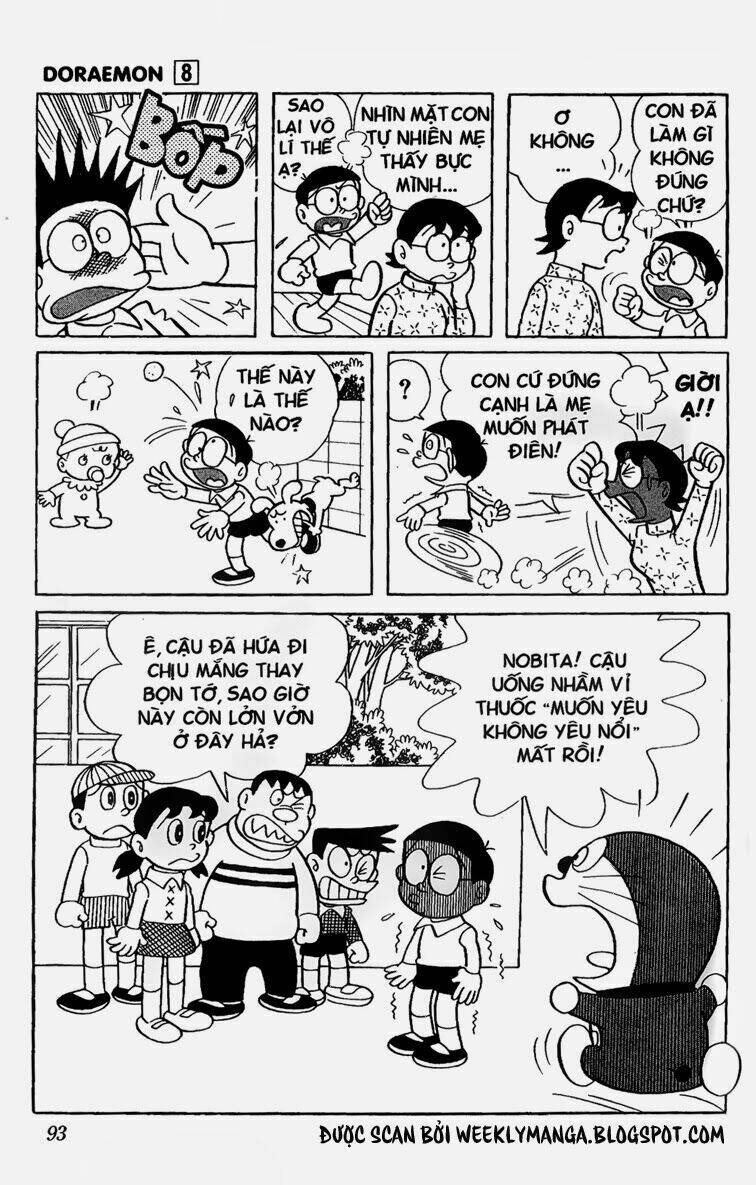 DORAEMON 8
Bốp
SAO
LẠI VÔ
LÍ THẾ
Ạ?
NHÌN MẶT CON
TỰ NHIÊN MẸ
THẤY BỰC
MÌNH...
Ơ
KHÔNG
...
CON ĐÃ
LÀM GÌ
KHÔNG
ĐÚNG
CHỨ?
THẾ NÀY
LÀ THẾ
NÀO?
?
CON CỨ ĐỨNG
CẠNH LÀ MẸ
MUỐN PHÁT
ĐIÊN!
GIỜI
Ạ!!
Ê, CẬU ĐÃ HỨA ĐI
CHỊU MẮNG THAY
BỌN TỚ, SAO GIỜ
NÀY CÒN LỞN VỞN
Ở ĐÂY HẢ?
NOBITA! CẬU
UỐNG NHẦM VỈ
THUỐC "MUỐN YÊU
KHÔNG YÊU NỔI"
MẤT RỒI!
93
ĐƯỢC SCAN BỞI WEEKLYMANGA.BLOGSPOT.COM